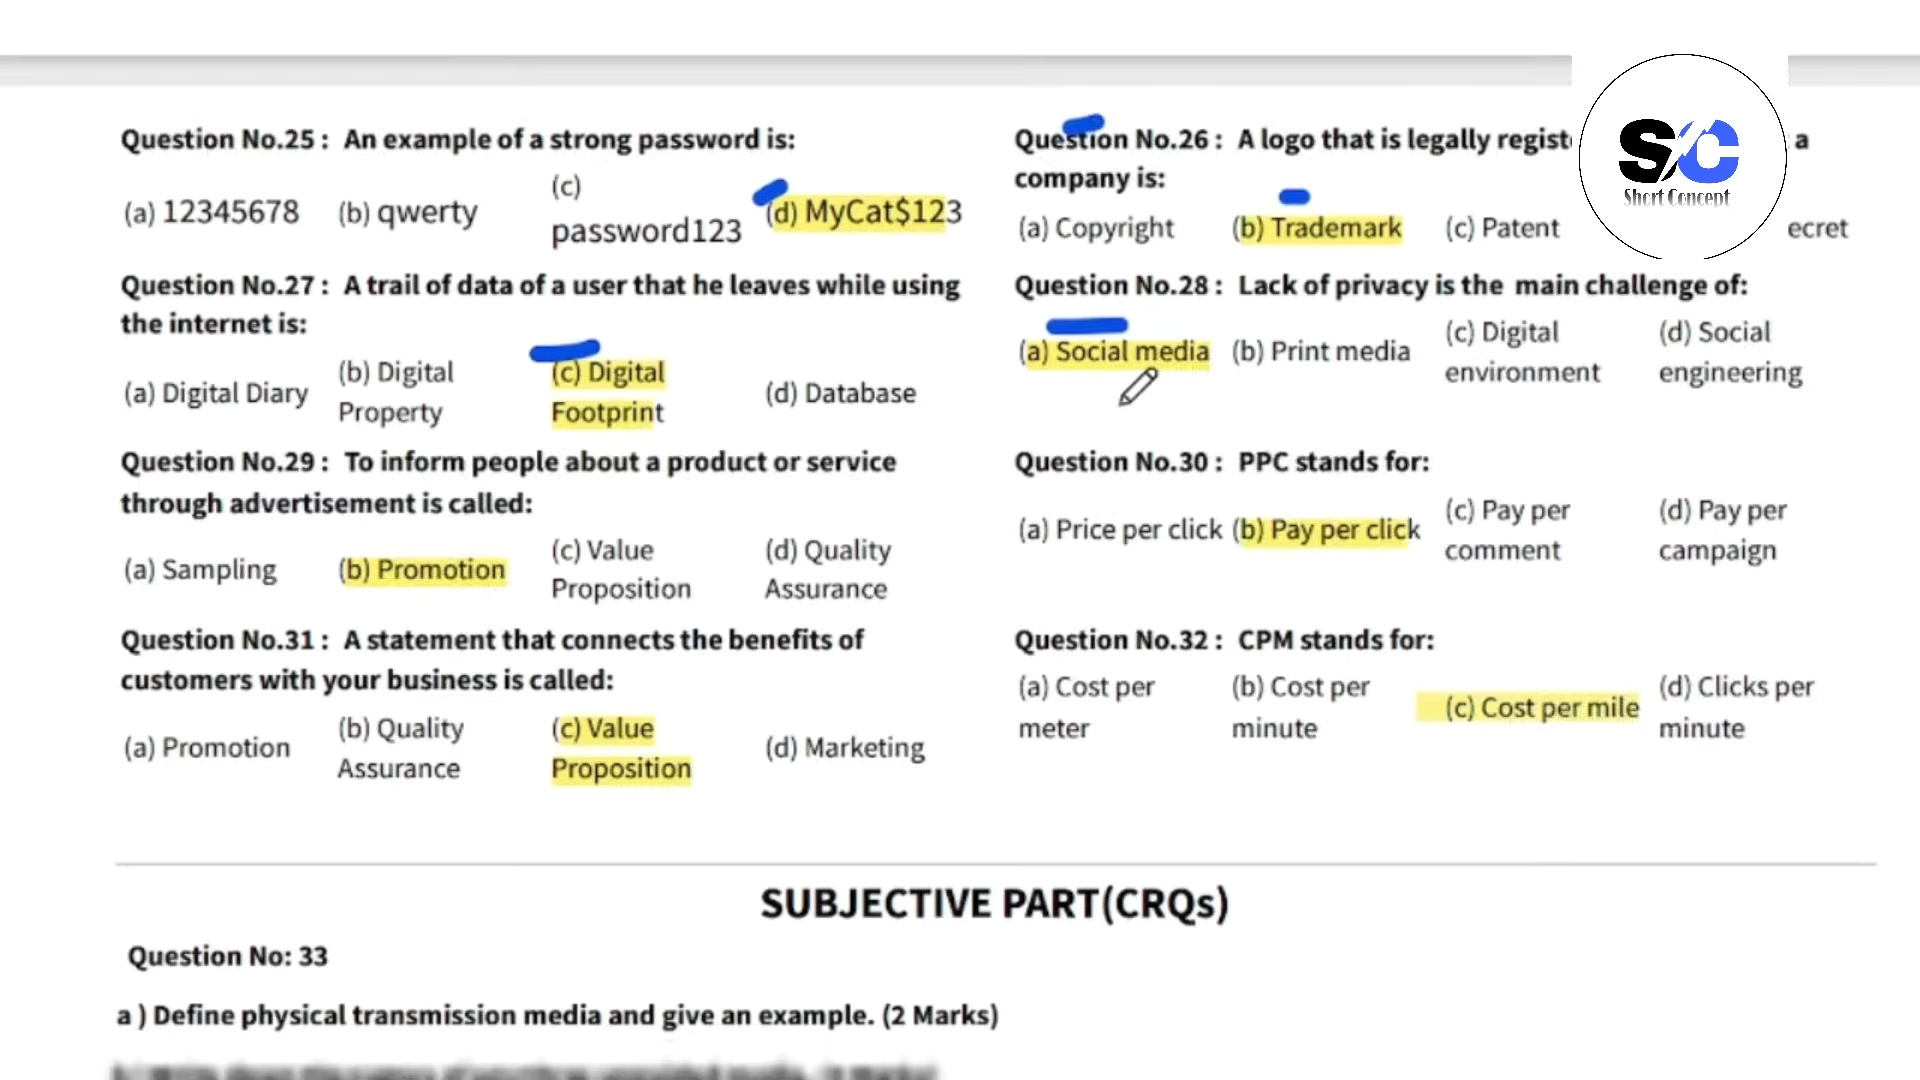 Question No.25 : An example of a strong password is:
(a) 12345678 (b) qwerty (c) password123 (d) MyCat$123
Question No.26 : A logo that is legally regist a
company is:
(a) Copyright (b) Trademark (c) Patent ecret
S/C
Short Concept
Question No.27 : A trail of data of a user that he leaves while using
the internet is:
(a) Digital Diary (b) Digital Property (c) Digital Footprint (d) Database
Question No.28 : Lack of privacy is the main challenge of:
(a) Social media (b) Print media (c) Digital environment (d) Social engineering
Question No.29 : To inform people about a product or service
through advertisement is called:
(a) Sampling (b) Promotion (c) Value Proposition (d) Quality Assurance
Question No.30 : PPC stands for:
(a) Price per click (b) Pay per click (c) Pay per comment (d) Pay per campaign
Question No.31 : A statement that connects the benefits of
customers with your business is called:
(a) Promotion (b) Quality Assurance (c) Value Proposition (d) Marketing
Question No.32 : CPM stands for:
(a) Cost per meter (b) Cost per minute (c) Cost per mile (d) Clicks per minute
SUBJECTIVE PART(CRQs)
Question No: 33
a ) Define physical transmission media and give an example. (2 Marks)